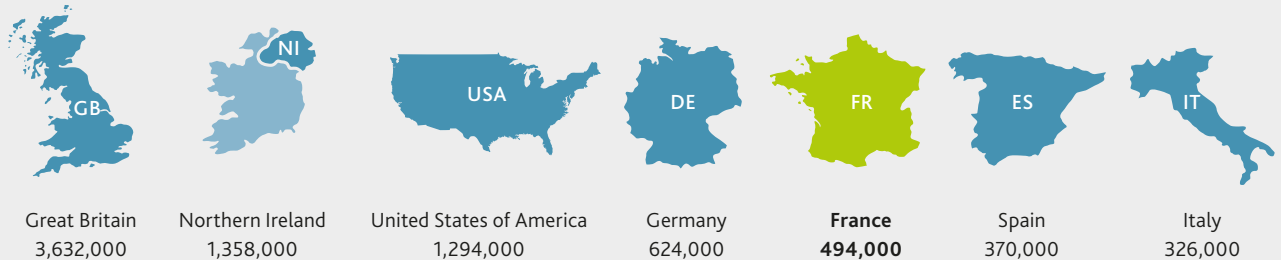 GB
NI
USA
DE
FR
ES
IT
Great Britain
3,632,000
Northern Ireland
1,358,000
United States of America
1,294,000
Germany
624,000
France
494,000
Spain
370,000
Italy
326,000